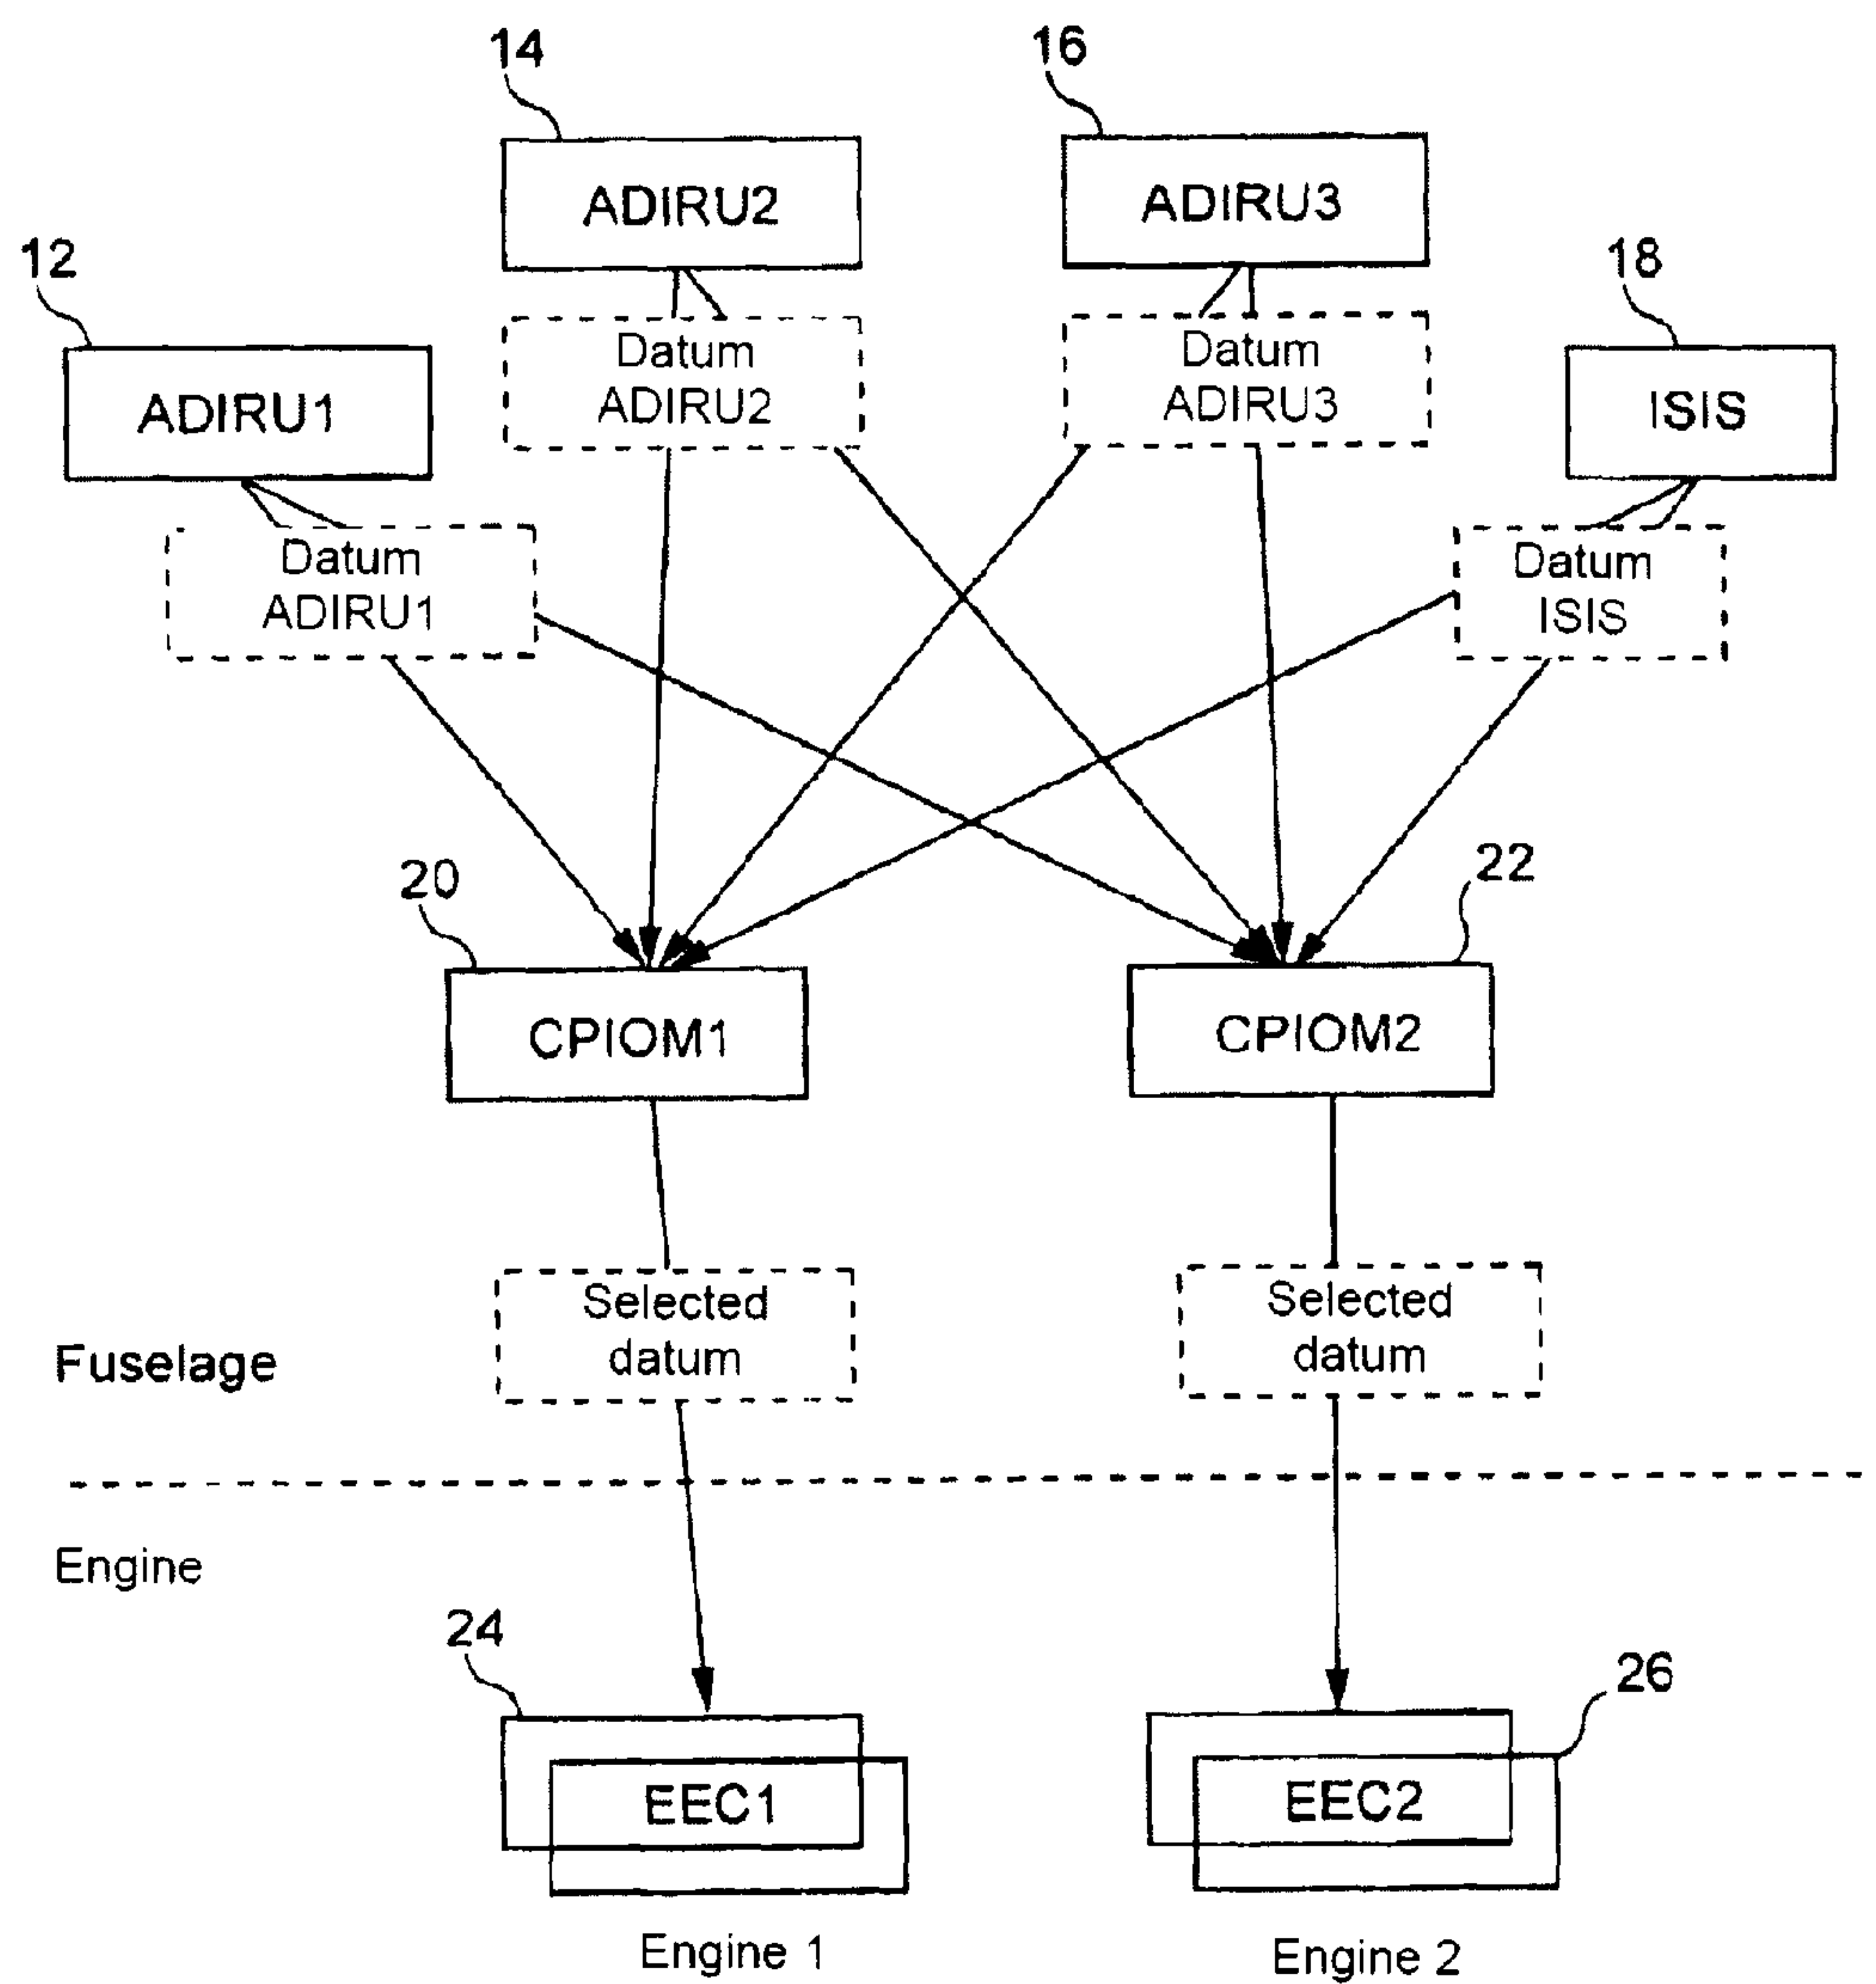 14
16
ADIRU2
ADIRU3
12
18
Datum
ADIRU2
Datum
ADIRU3
ADIRU1
ISIS
Datum
ADIRU1
Datum
ISIS
20
22
CPIOM1
CPIOM2
Selected
datum
Selected
datum
Fuselage
Engine
24
26
EEC1
EEC2
Engine 1
Engine 2